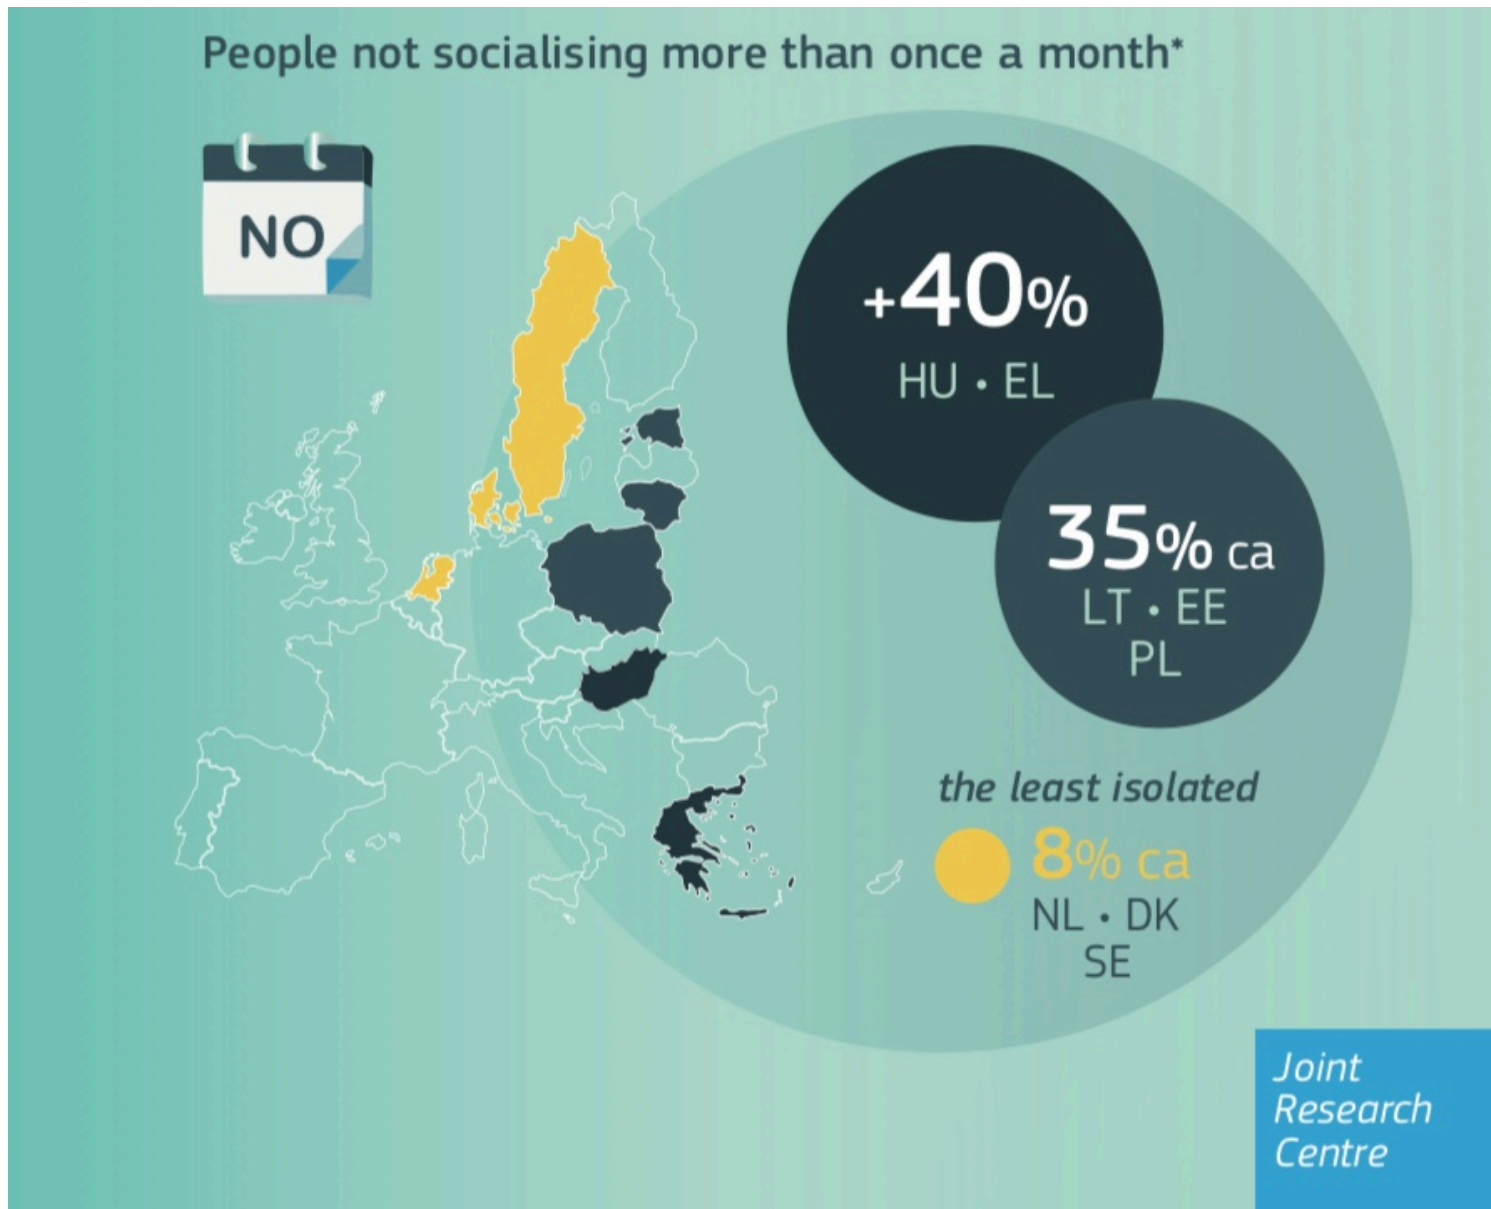 People not socialising more than once a month*
NO
+40%
HU • EL
35% ca
LT • EE
PL
the least isolated
8% ca
NL • DK
SE
Joint
Research
Centre